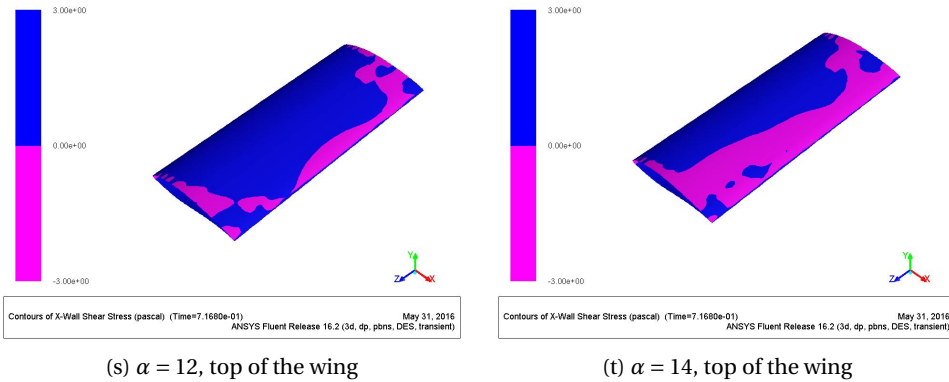 3.00e+00
0.00e+00
-3.00e+00
Y
Z
X
Contours of X-Wall Shear Stress (pascal) (Time=7.1680e-01)
May 31, 2016
ANSYS Fluent Release 16.2 (3d, dp, pbns, DES, transient)
(s) α = 12, top of the wing
3.00e+00
0.00e+00
-3.00e+00
Y
Z
X
Contours of X-Wall Shear Stress (pascal) (Time=7.1680e-01)
May 31, 2016
ANSYS Fluent Release 16.2 (3d, dp, pbns, DES, transient)
(t) α = 14, top of the wing